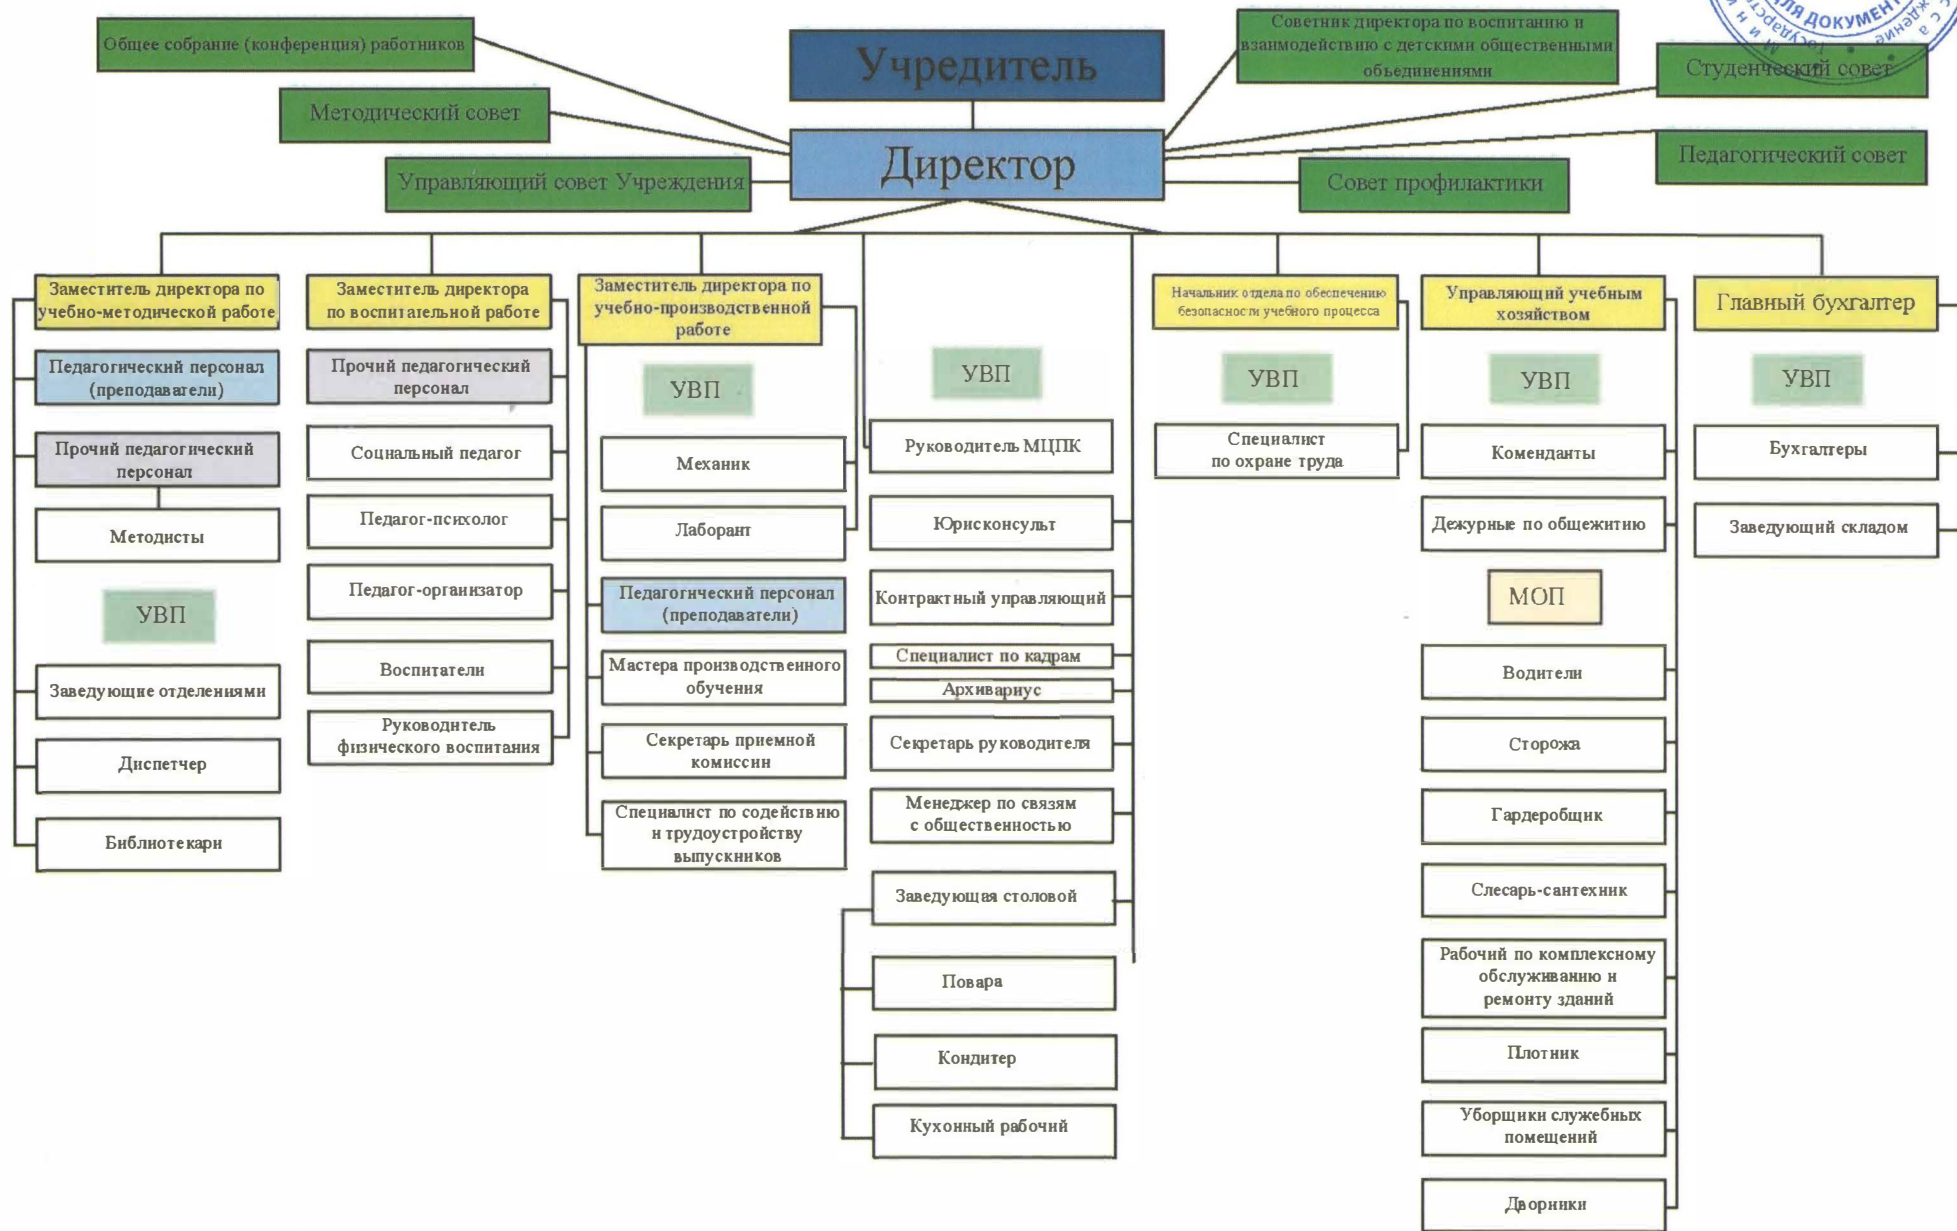 Общее собрание (конференция) работников
Методический совет
Управляющий совет Учреждения
Учредитель
Директор
Советник директора по воспитанию и
взаимодействию с детскими общественными
объединениями
ДЛЯ ДОКУМЕНТ
Студенческий совет
Педагогический совет
Совет профилактики
Заместитель директора по
учебно-методической работе
Педагогический персонал
(преподаватели)
Прочий педагогический
персонал
Методисты
УВП
Заведующие отделениями
Диспетчер
Библиотекари
Заместитель директора
по воспитательной работе
Прочий педагогический
персонал
Социальный педагог
Педагог-психолог
Педагог-организатор
Воспитатели
Руководитель
физического воспитания
Заместитель директора по
учебно-производственной
работе
УВП
Механик
Лаборант
Педагогический персонал
(преподаватели)
Мастера производственного
обучения
Секретарь приемной
комиссии
Специалист по содействию
и трудоустройству
выпускников
УВП
Руководитель МЦПК
Юрисконсульт
Контрактный управляющий
Специалист по кадрам
Архивариус
Секретарь руководителя
Менеджер по связям
с общественностью
Заведующая столовой
Повара
Кондитер
Кухонный рабочий
Начальник отдела по обеспечению
безопасности учебного процесса
УВП
Специалист
по охране труда
Управляющий учебным
хозяйством
УВП
Коменданты
Дежурные по общежитию
МОП
Водители
Сторожа
Гардеробщик
Слесарь-сантехник
Рабочий по комплексному
обслуживанию и
ремонту зданий
Плотник
Уборщики служебных
помещений
Дворники
Главный бухгалтер
УВП
Бухгалтеры
Заведующий складом